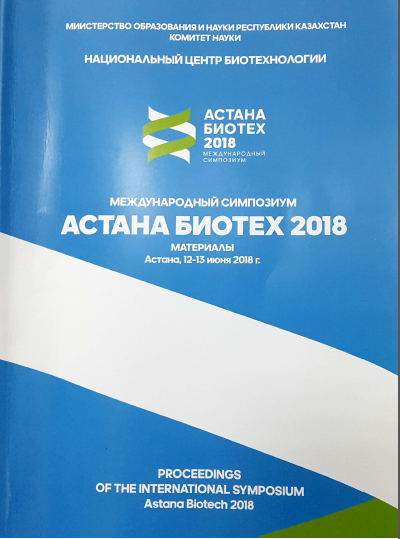 МИИСТЕРСТВО ОБРАЗОВАНИЯ И НАУКИ РЕСПУБЛИКИ КАЗАХСТАН
КОМИТЕТ НАУКИ
НАЦИОНАЛЬНЫЙ ЦЕНТР БИОТЕХНОЛОГИИ
АСТАНА
БИОТЕХ
2018
МЕЖДУНАРОДНЫЙ
СИМПОЗИУМ
МЕЖДУНАРОДНЫЙ СИМПОЗИУМ
АСТАНА БИОТЕХ 2018
МАТЕРИАЛЫ
Астана, 12-13 июня 2018 г.
PROCEEDINGS
OF THE INTERNATIONAL SYMPOSIUM
Astana Biotech 2018